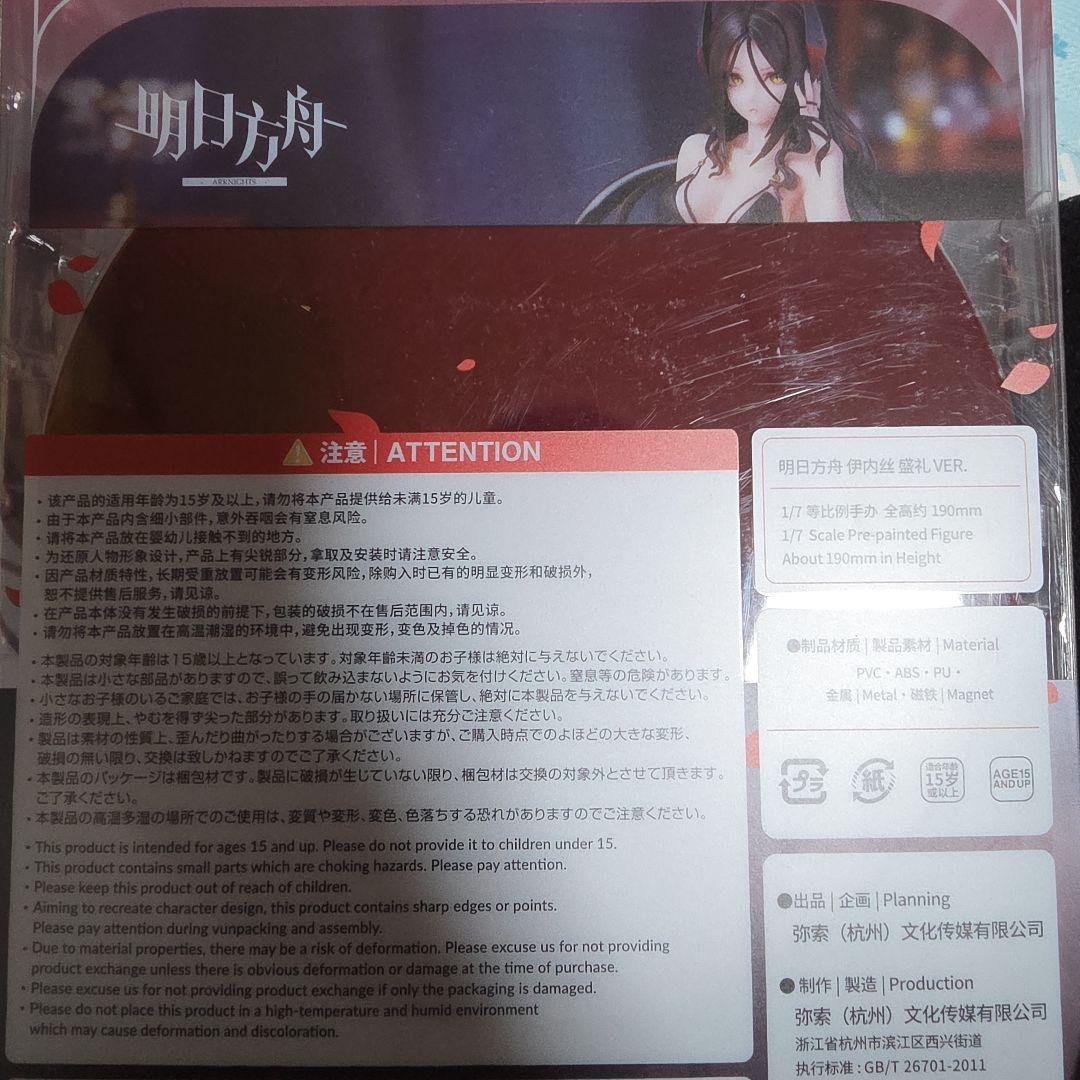 明日方舟
ARKNIGHTS
注意 | ATTENTION
・该产品的适用年龄为15岁及以上，请勿将本产品提供给未满15岁的儿童。
・由于本产品内含细小部件，意外吞咽会有窒息风险。
・请将本产品放在婴幼儿接触不到的地方。
・为还原人物形象设计，产品上有尖锐部分，拿取及安装时请注意安全。
・因产品材质特性，长期受重放置可能会有变形风险，除购入时已有的明显变形和破损外，
恕不提供售后服务，请见谅。
・在产品本体没有发生破损的前提下，包装的破损不在售后范围内，请见谅。
・请勿将本产品放置在高温潮湿的环境中，避免出现变形，变色及掉色的情况。
・本製品の対象年齢は15歳以上となっています。対象年齢未満のお子様は絶対に与えないでください。
・本製品は小さな部品がありますので、誤って飲み込まないようにお気を付けください。窒息等の危険があります。
・小さなお子様のいるご家庭では、お子様の手の届かない場所に保管し、絶対に本製品を与えないでください。
・造形の表現上、やむを得ず尖った部分があります。取り扱いには充分ご注意ください。
・製品は素材の性質上、歪んだり曲がったりする場合がございますが、ご購入時点でのよほどの大きな変形、
破損の無い限り、交換は致しかねますのでご了承ください。
・本製品のパッケージは梱包材です。製品に破損が生じていない限り、梱包材は交換の対象外とさせて頂きます。
ご了承ください。
・本製品の高温多湿の場所でのご使用は、変質や変形、変色、色落ちする恐れがありますのでご注意ください。
・This product is intended for ages 15 and up. Please do not provide it to children under 15.
・This product contains small parts which are choking hazards. Please pay attention.
・Please keep this product out of reach of children.
・Aiming to recreate character design, this product contains sharp edges or points.
Please pay attention during vunpacking and assembly.
・Due to material properties, there may be a risk of deformation. Please excuse us for not providing
product exchange unless there is obvious deformation or damage at the time of purchase.
・Please excuse us for not providing product exchange if only the packaging is damaged.
・Please do not place this product in a high-temperature and humid environment
which may cause deformation and discoloration.
明日方舟 伊内丝 盛礼 VER.
1/7 等比例手办 全高约 190mm
1/7 Scale Pre-painted Figure
About 190mm in Height
●制品材质 | 製品素材 | Material
PVC・ABS・PU・
金属 | Metal・磁铁 | Magnet
プラ
紙
适合年龄
15岁
或以上
AGE15
AND UP
●出品 | 企画 | Planning
弥索（杭州）文化传媒有限公司
●制作 | 製造 | Production
弥索（杭州）文化传媒有限公司
浙江省杭州市滨江区西兴街道
执行标准：GB/T 26701-2011